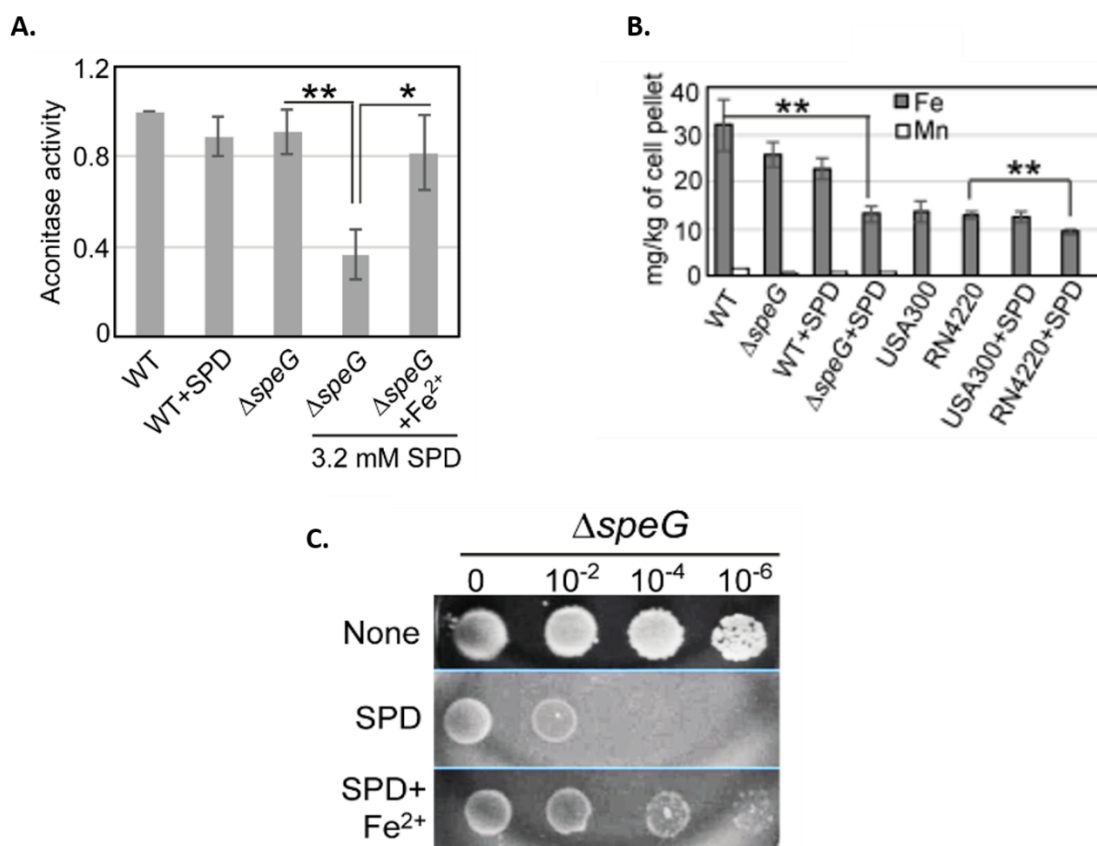 A.
1.2
0.8
0.4
0
Aconitase activity
** *
WT
WT+SPD
ΔspeG
ΔspeG
ΔspeG
+Fe²⁺
3.2 mM SPD
B.
40
30
20
10
0
mg/kg of cell pellet
Fe
Mn
**
**
WT
ΔspeG
WT+SPD
ΔspeG+SPD
USA300
RN4220
USA300+SPD
RN4220+SPD
C.
ΔspeG
0 10⁻² 10⁻⁴ 10⁻⁶
None
SPD
SPD+
Fe²⁺